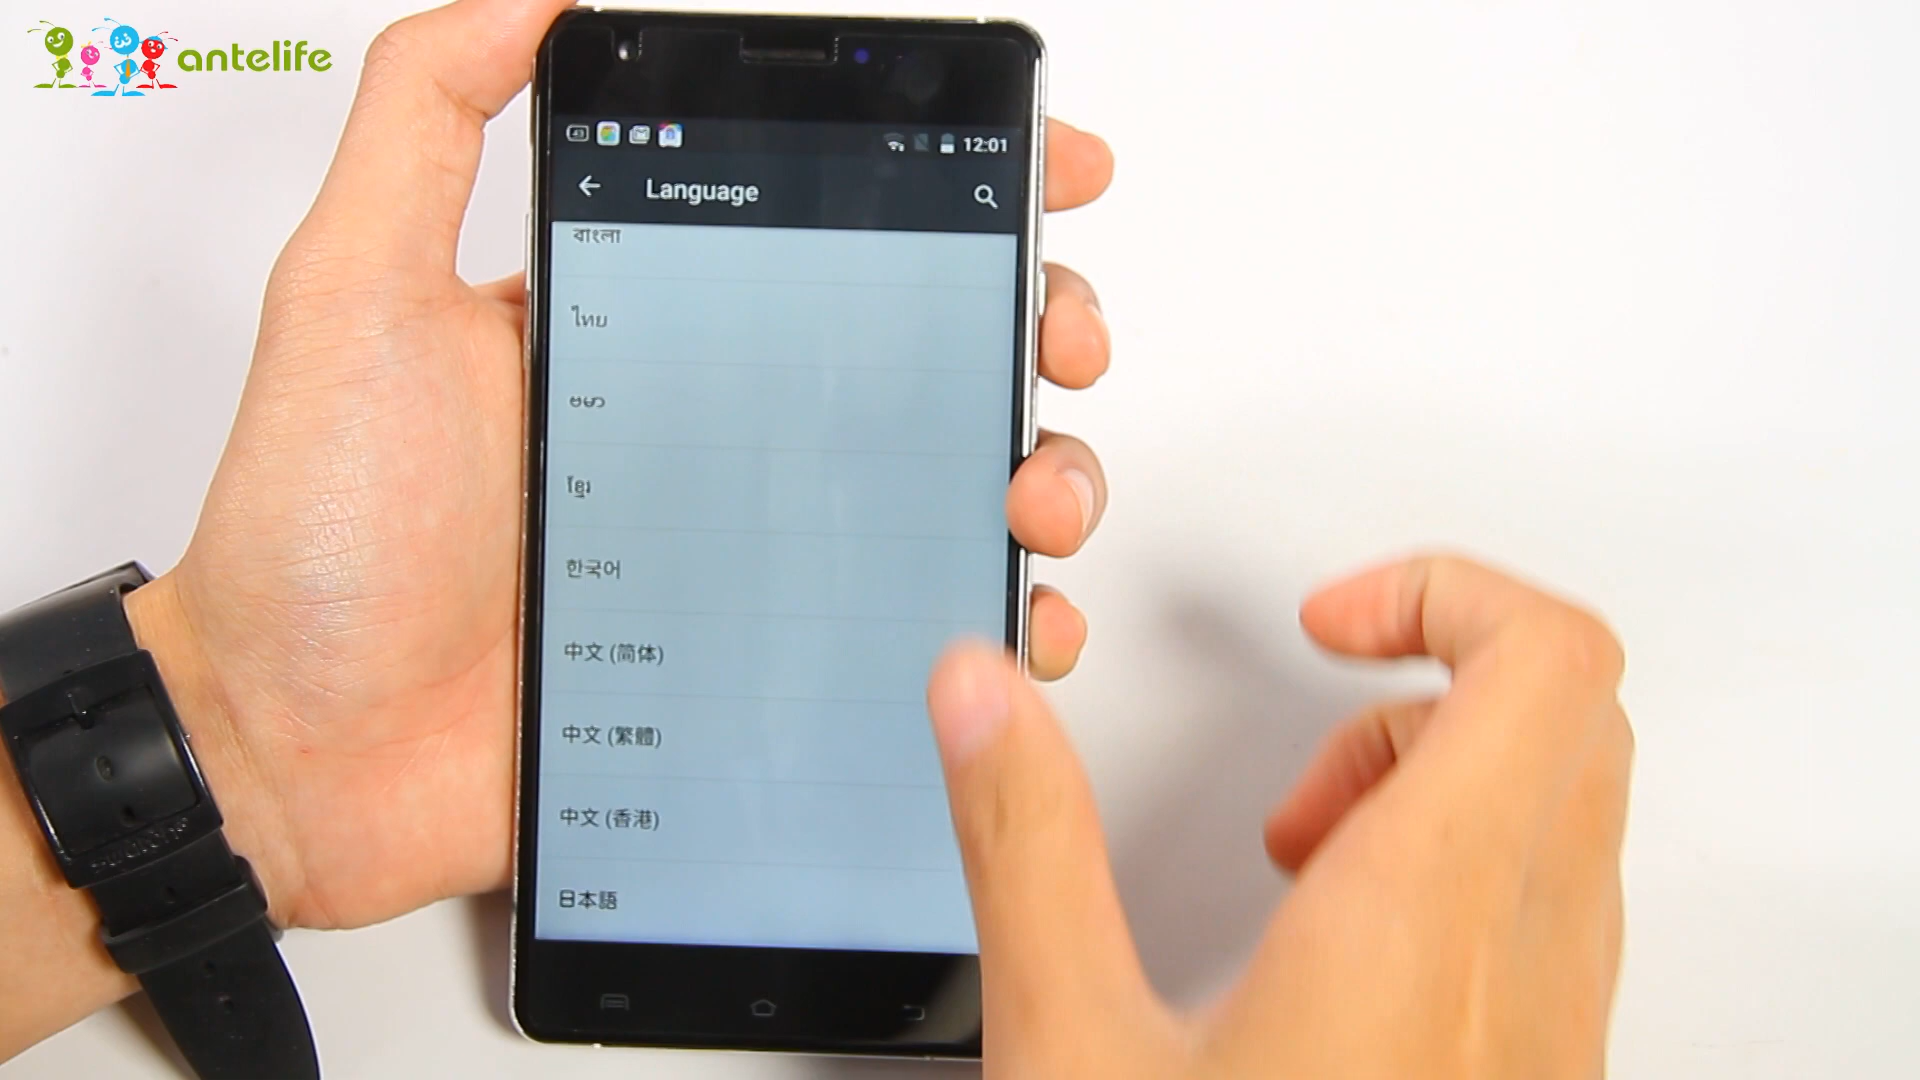 antelife
43
12:01
Language
বাংলা
ไทย
ဗမာ
ខ្មែរ
한국어
中文 (简体)
中文 (繁體)
中文 (香港)
日本語